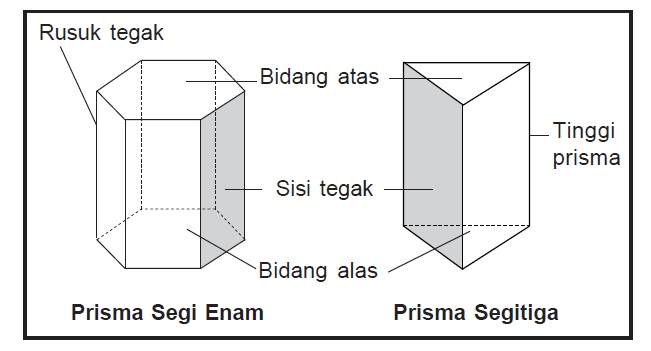 Rusuk tegak
Bidang atas
Tinggi
prisma
Sisi tegak
Bidang alas
Prisma Segi Enam
Prisma Segitiga